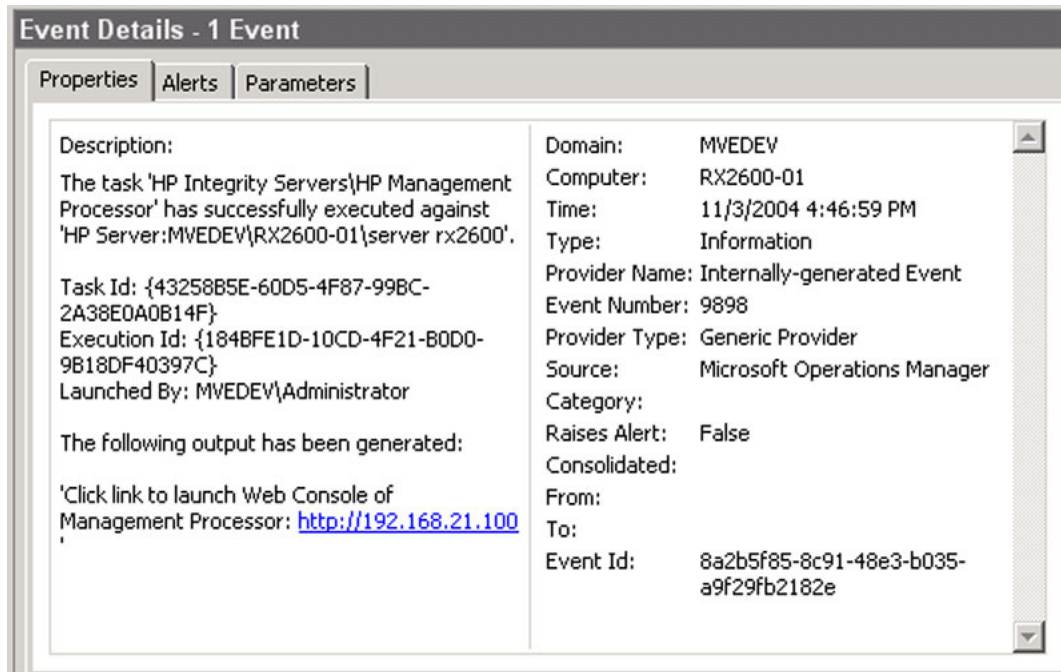 Event Details - 1 Event
Properties
Alerts
Parameters
Description:
The task 'HP Integrity Servers\HP Management
Processor' has successfully executed against
'HP Server:MVEDEV\RX2600-01\server rx2600'.
Task Id: {43258B5E-60D5-4F87-99BC-
2A38E0A0B14F}
Execution Id: {184BFE1D-10CD-4F21-B0D0-
9B18DF40397C}
Launched By: MVEDEV\Administrator
The following output has been generated:
'Click link to launch Web Console of
Management Processor: http://192.168.21.100
'
Domain: MVEDEV
Computer: RX2600-01
Time: 11/3/2004 4:46:59 PM
Type: Information
Provider Name: Internally-generated Event
Event Number: 9898
Provider Type: Generic Provider
Source: Microsoft Operations Manager
Category:
Raises Alert: False
Consolidated:
From:
To:
Event Id: 8a2b5f85-8c91-48e3-b035-
a9f29fb2182e